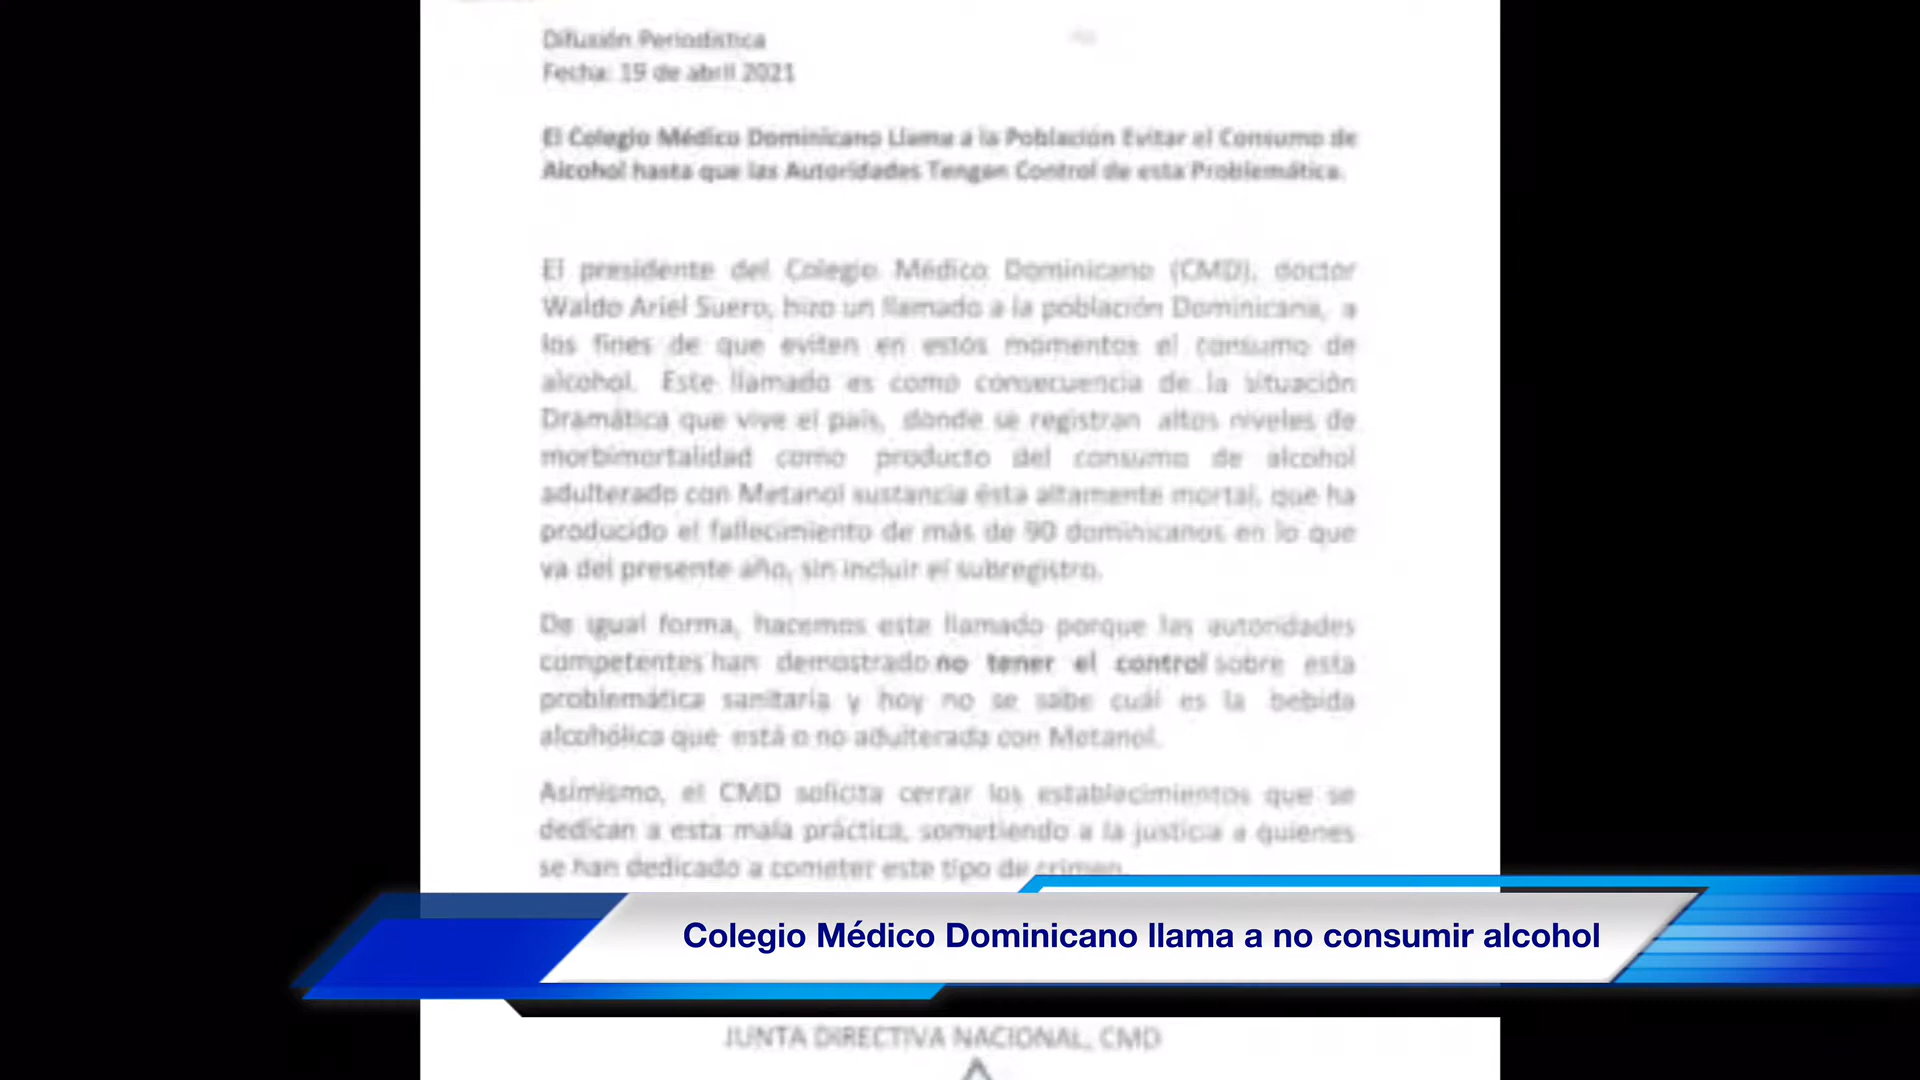 Difusión Periodística
Fecha: 19 de abril 2021
El Colegio Médico Dominicano Llama a la Población Evitar el Consumo de
Alcohol hasta que las Autoridades Tengan Control de esta Problemática.
El presidente del Colegio Médico Dominicano (CMD), doctor
Waldo Ariel Suero, hizo un llamado a la población Dominicana, a
los fines de que eviten en estos momentos el consumo de
alcohol. Este llamado es como consecuencia de la situación
Dramática que vive el país, donde se registran altos niveles de
morbimortalidad como producto del consumo de alcohol
adulterado con Metanol sustancia ésta altamente mortal, que ha
producido el fallecimiento de más de 90 dominicanos en lo que
va del presente año, sin incluir el subregistro.
De igual forma, hacemos este llamado porque las autoridades
competentes han demostrado no tener el control sobre esta
problemática sanitaria y hoy no se sabe cuál es la bebida
alcohólica que está o no adulterada con Metanol.
Asimismo, el CMD solicita cerrar los establecimientos que se
dedican a esta mala práctica, sometiendo a la justicia a quienes
se han dedicado a cometer este tipo de crimen.
Colegio Médico Dominicano llama a no consumir alcohol
JUNTA DIRECTIVA NACIONAL, CMD